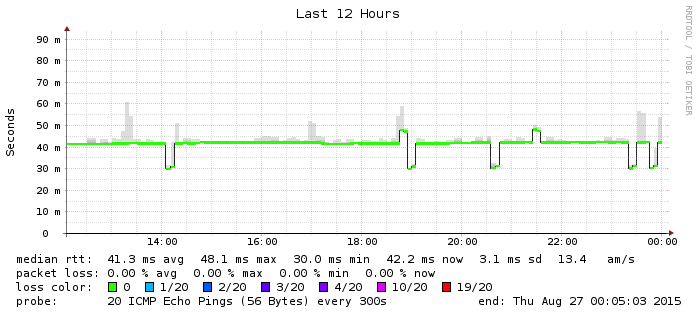 Last 12 Hours
RRDTOOL / TOBI OETIKER
Seconds
90 m
80 m
70 m
60 m
50 m
40 m
30 m
20 m
10 m
0
14:00 16:00 18:00 20:00 22:00 00:00
median rtt: 41.3 ms avg 48.1 ms max 30.0 ms min 42.2 ms now 3.1 ms sd 13.4 am/s
packet loss: 0.00 % avg 0.00 % max 0.00 % min 0.00 % now
loss color: 0 1/20 2/20 3/20 4/20 10/20 19/20
probe: 20 ICMP Echo Pings (56 Bytes) every 300s end: Thu Aug 27 00:05:03 2015